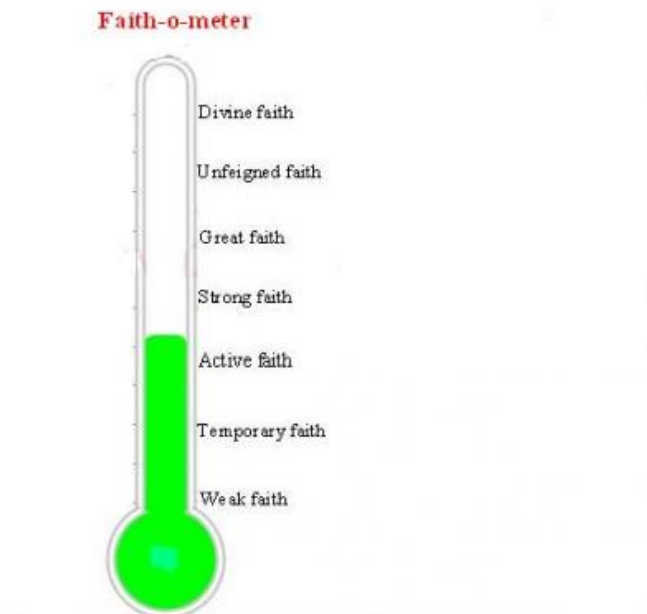 Faith-o-meter
Divine faith
Unfeigned faith
Great faith
Strong faith
Active faith
Temporary faith
Weak faith